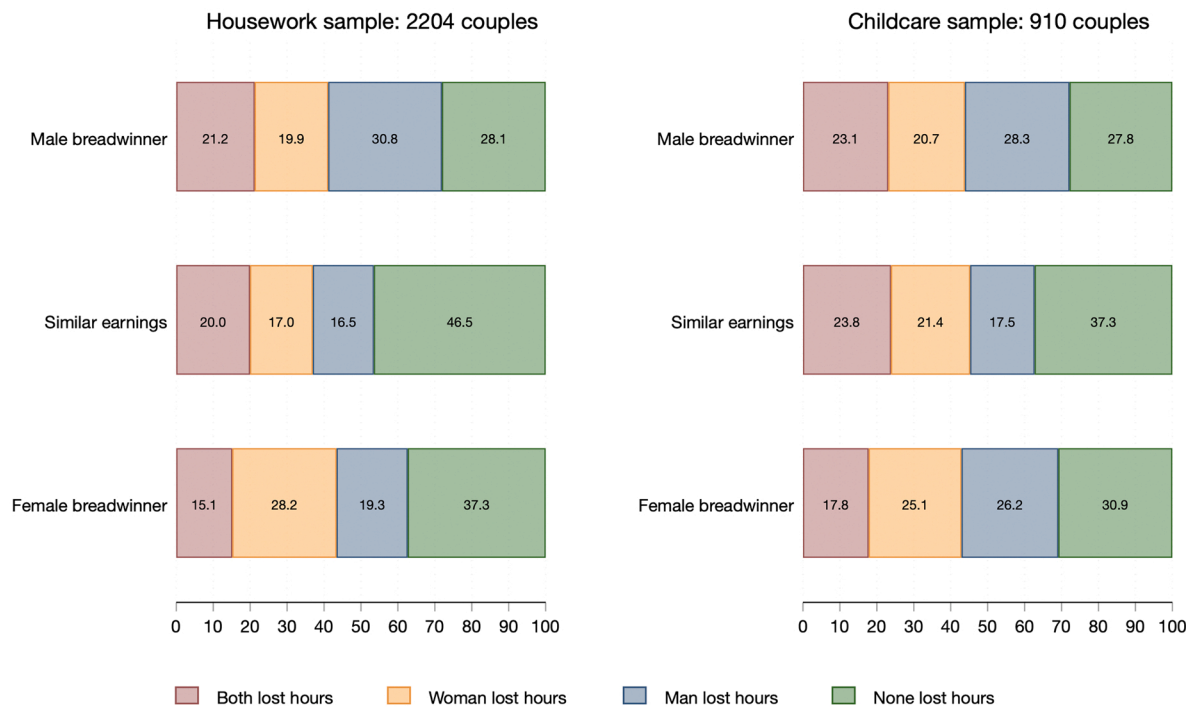 Housework sample: 2204 couples
Male breadwinner
21.2 19.9 30.8 28.1
Similar earnings
20.0 17.0 16.5 46.5
Female breadwinner
15.1 28.2 19.3 37.3
0 10 20 30 40 50 60 70 80 90 100
Childcare sample: 910 couples
Male breadwinner
23.1 20.7 28.3 27.8
Similar earnings
23.8 21.4 17.5 37.3
Female breadwinner
17.8 25.1 26.2 30.9
0 10 20 30 40 50 60 70 80 90 100
Both lost hours Woman lost hours Man lost hours None lost hours